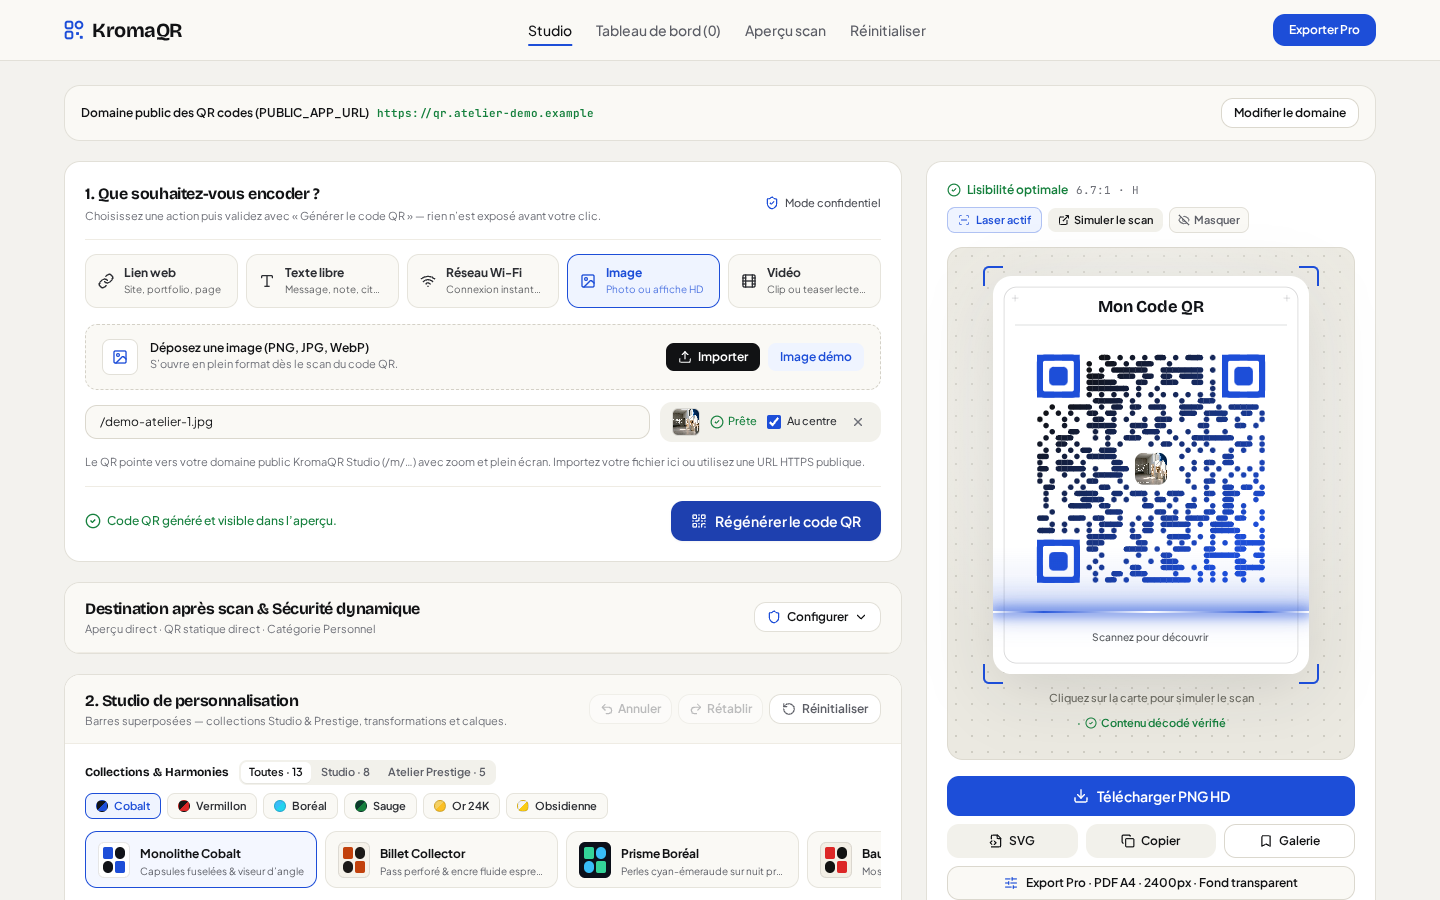 KromaQR
Studio
Tableau de bord (0)
Aperçu scan
Réinitialiser
Exporter Pro
Domaine public des QR codes (PUBLIC_APP_URL) https://qr.atelier-demo.example
Modifier le domaine
1. Que souhaitez-vous encoder ?
Choisissez une action puis validez avec « Générer le code QR » — rien n'est exposé avant votre clic.
Mode confidentiel
Lien web
Site, portfolio, page
Texte libre
Message, note, cit...
Réseau Wi-Fi
Connexion instant...
Image
Photo ou affiche HD
Vidéo
Clip ou teaser lecte...
Déposez une image (PNG, JPG, WebP)
S'ouvre en plein format dès le scan du code QR.
Importer
Image démo
/demo-atelier-1.jpg
Prête
Au centre
Le QR pointe vers votre domaine public KromaQR Studio (/m/...) avec zoom et plein écran. Importez votre fichier ici ou utilisez une URL HTTPS publique.
Code QR généré et visible dans l'aperçu.
Régénérer le code QR
Destination après scan & Sécurité dynamique
Aperçu direct · QR statique direct · Catégorie Personnel
Configurer
2. Studio de personnalisation
Barres superposées — collections Studio & Prestige, transformations et calques.
Annuler
Rétablir
Réinitialiser
Collections & Harmonies
Toutes · 13
Studio · 8
Atelier Prestige · 5
Cobalt
Vermillon
Boréal
Sauge
Or 24K
Obsidienne
Monolithe Cobalt
Capsules fuselées & viseur d'angle
Billet Collector
Pass perforé & encre fluide espre...
Prisme Boréal
Perles cyan-émeraude sur nuit pr...
Bau
Mos
Lisibilité optimale 6.7:1 · H
Laser actif
Simuler le scan
Masquer
Mon Code QR
Scannez pour découvrir
Cliquez sur la carte pour simuler le scan
· Contenu décodé vérifié
Télécharger PNG HD
SVG
Copier
Galerie
Export Pro · PDF A4 · 2400px · Fond transparent